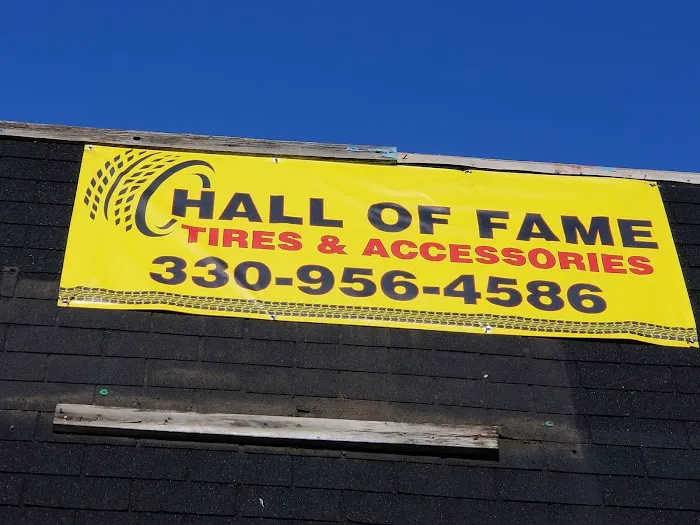 HALL OF FAME
TIRES & ACCESSORIES
330-956-4586